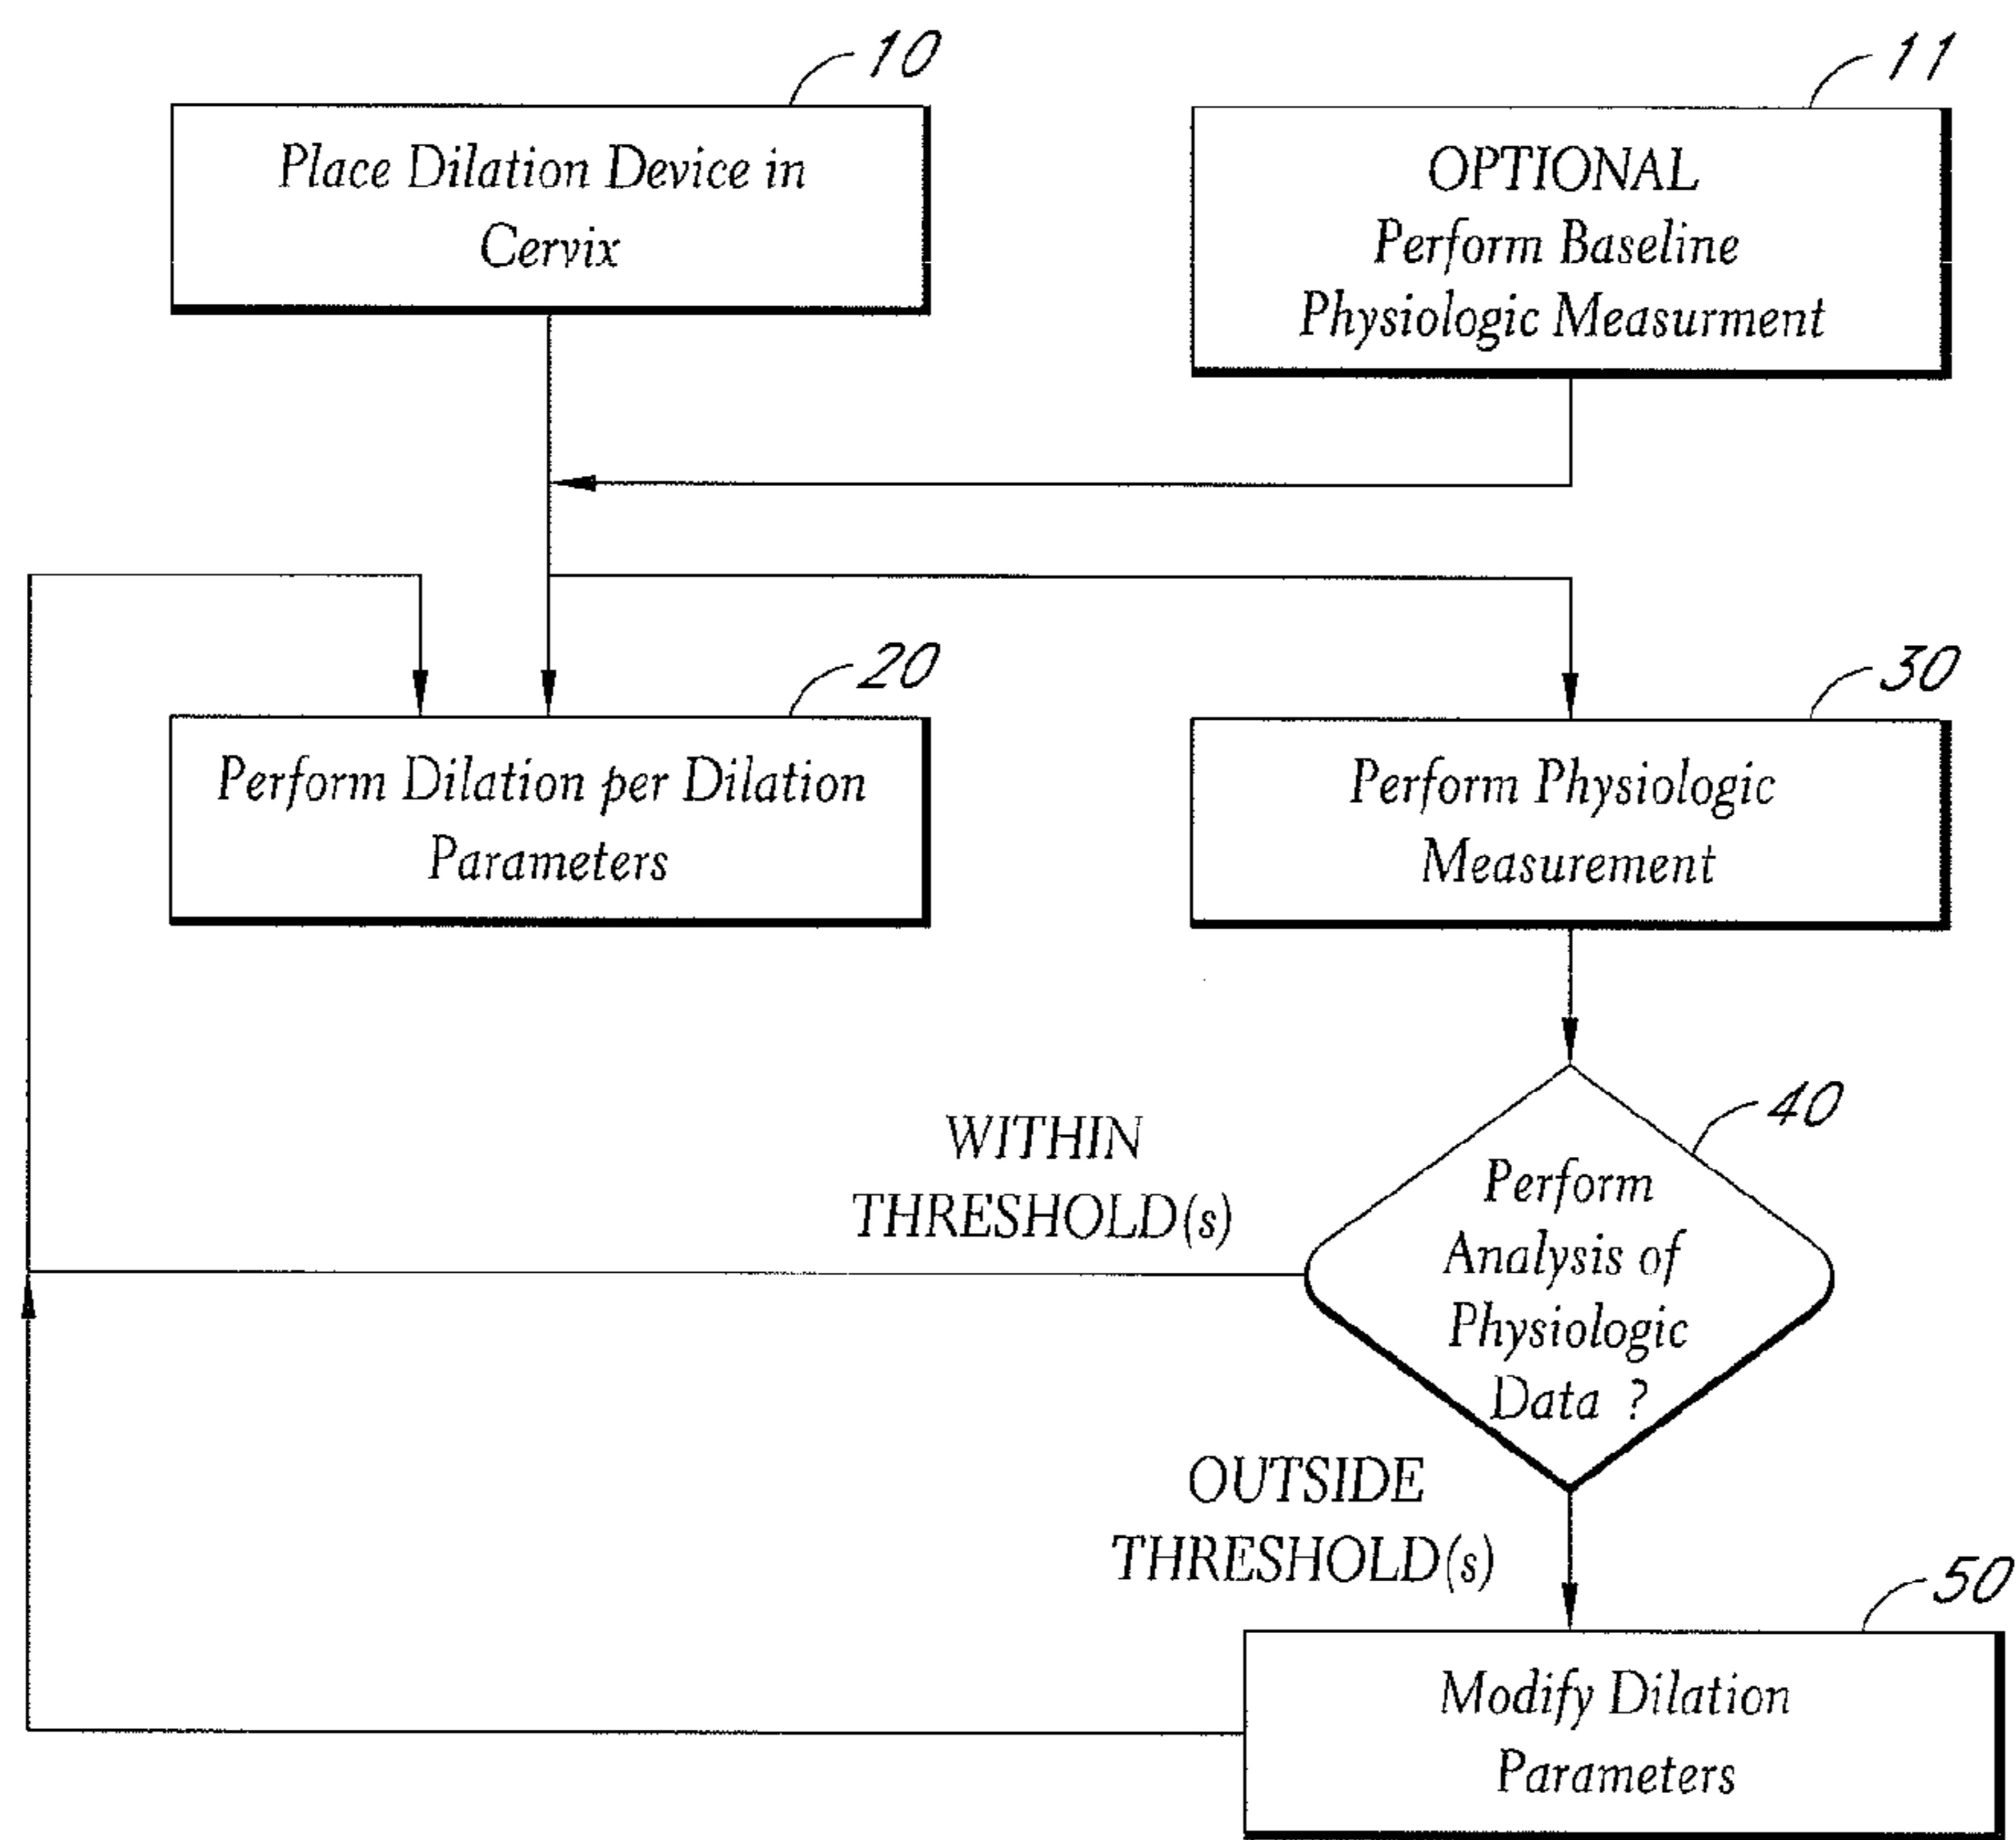 10
Place Dilation Device in
Cervix
11
OPTIONAL
Perform Baseline
Physiologic Measurment
20
Perform Dilation per Dilation
Parameters
30
Perform Physiologic
Measurement
40
Perform
Analysis of
Physiologic
Data ?
WITHIN
THRESHOLD(s)
OUTSIDE
THRESHOLD(s)
50
Modify Dilation
Parameters